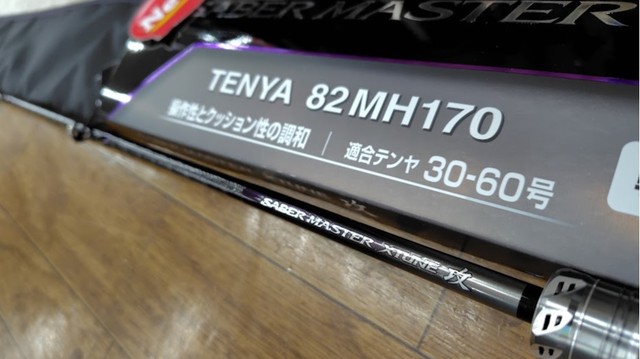 New
SABER MASTER
TENYA 82MH170
操作性とクッション性の調和 適合テンヤ 30-60号
SABER MASTER XTUNE 攻